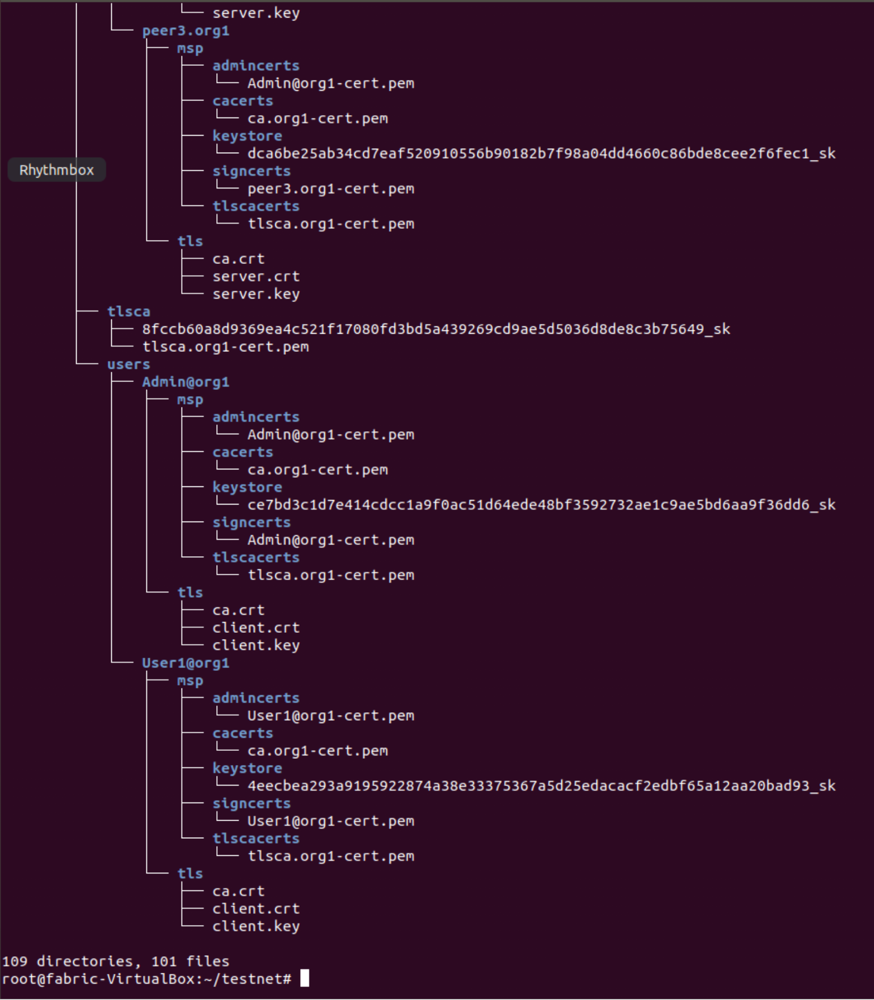 server.key
peer3.org1
msp
admincerts
Admin@org1-cert.pem
cacerts
ca.org1-cert.pem
keystore
dca6be25ab34cd7eaf520910556b90182b7f98a04dd4660c86bde8cee2f6fec1_sk
signcerts
Rhythmbox
peer3.org1-cert.pem
tlscacerts
tlsca.org1-cert.pem
tls
ca.crt
server.crt
server.key
tlsca
8fccb60a8d9369ea4c521f17080fd3bd5a439269cd9ae5d5036d8de8c3b75649_sk
tlsca.org1-cert.pem
users
Admin@org1
msp
admincerts
Admin@org1-cert.pem
cacerts
ca.org1-cert.pem
keystore
ce7bd3c1d7e414cdcc1a9f0ac51d64ede48bf3592732ae1c9ae5bd6aa9f36dd6_sk
signcerts
Admin@org1-cert.pem
tlscacerts
tlsca.org1-cert.pem
tls
ca.crt
client.crt
client.key
User1@org1
msp
admincerts
User1@org1-cert.pem
cacerts
ca.org1-cert.pem
keystore
4eecbea293a9195922874a38e33375367a5d25edacacf2edbf65a12aa20bad93_sk
signcerts
User1@org1-cert.pem
tlscacerts
tlsca.org1-cert.pem
tls
ca.crt
client.crt
client.key
109 directories, 101 files
root@fabric-VirtualBox:~/testnet#